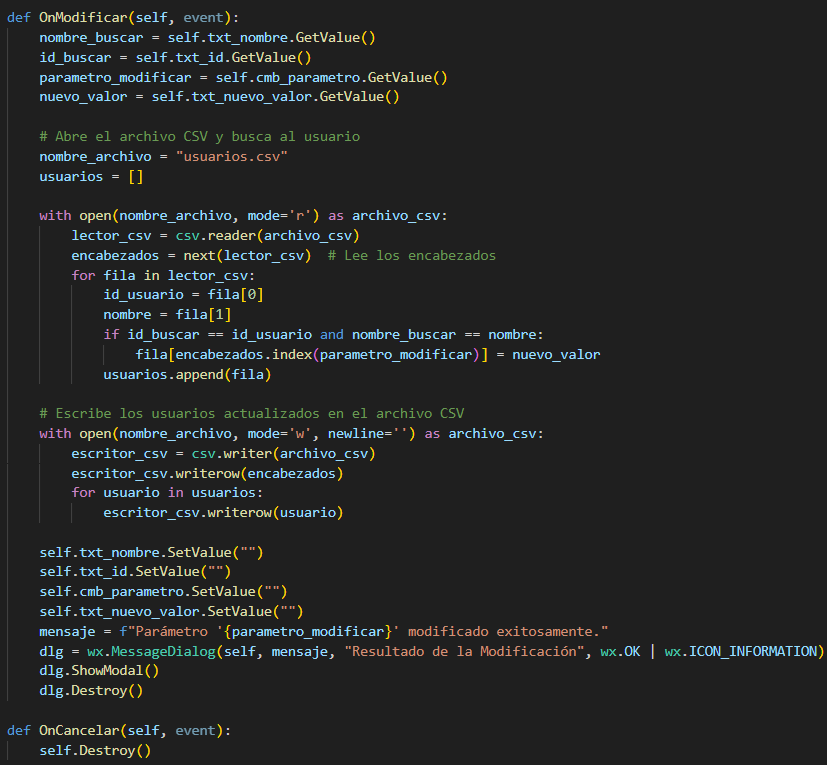 def OnModificar(self, event):
    nombre_buscar = self.txt_nombre.GetValue()
    id_buscar = self.txt_id.GetValue()
    parametro_modificar = self.cmb_parametro.GetValue()
    nuevo_valor = self.txt_nuevo_valor.GetValue()

    # Abre el archivo CSV y busca al usuario
    nombre_archivo = "usuarios.csv"
    usuarios = []

    with open(nombre_archivo, mode='r') as archivo_csv:
        lector_csv = csv.reader(archivo_csv)
        encabezados = next(lector_csv)  # Lee los encabezados
        for fila in lector_csv:
            id_usuario = fila[0]
            nombre = fila[1]
            if id_buscar == id_usuario and nombre_buscar == nombre:
                fila[encabezados.index(parametro_modificar)] = nuevo_valor
            usuarios.append(fila)

    # Escribe los usuarios actualizados en el archivo CSV
    with open(nombre_archivo, mode='w', newline='') as archivo_csv:
        escritor_csv = csv.writer(archivo_csv)
        escritor_csv.writerow(encabezados)
        for usuario in usuarios:
            escritor_csv.writerow(usuario)

    self.txt_nombre.SetValue("")
    self.txt_id.SetValue("")
    self.cmb_parametro.SetValue("")
    self.txt_nuevo_valor.SetValue("")
    mensaje = f"Parámetro '{parametro_modificar}' modificado exitosamente."
    dlg = wx.MessageDialog(self, mensaje, "Resultado de la Modificación", wx.OK | wx.ICON_INFORMATION)
    dlg.ShowModal()
    dlg.Destroy()

def OnCancelar(self, event):
    self.Destroy()